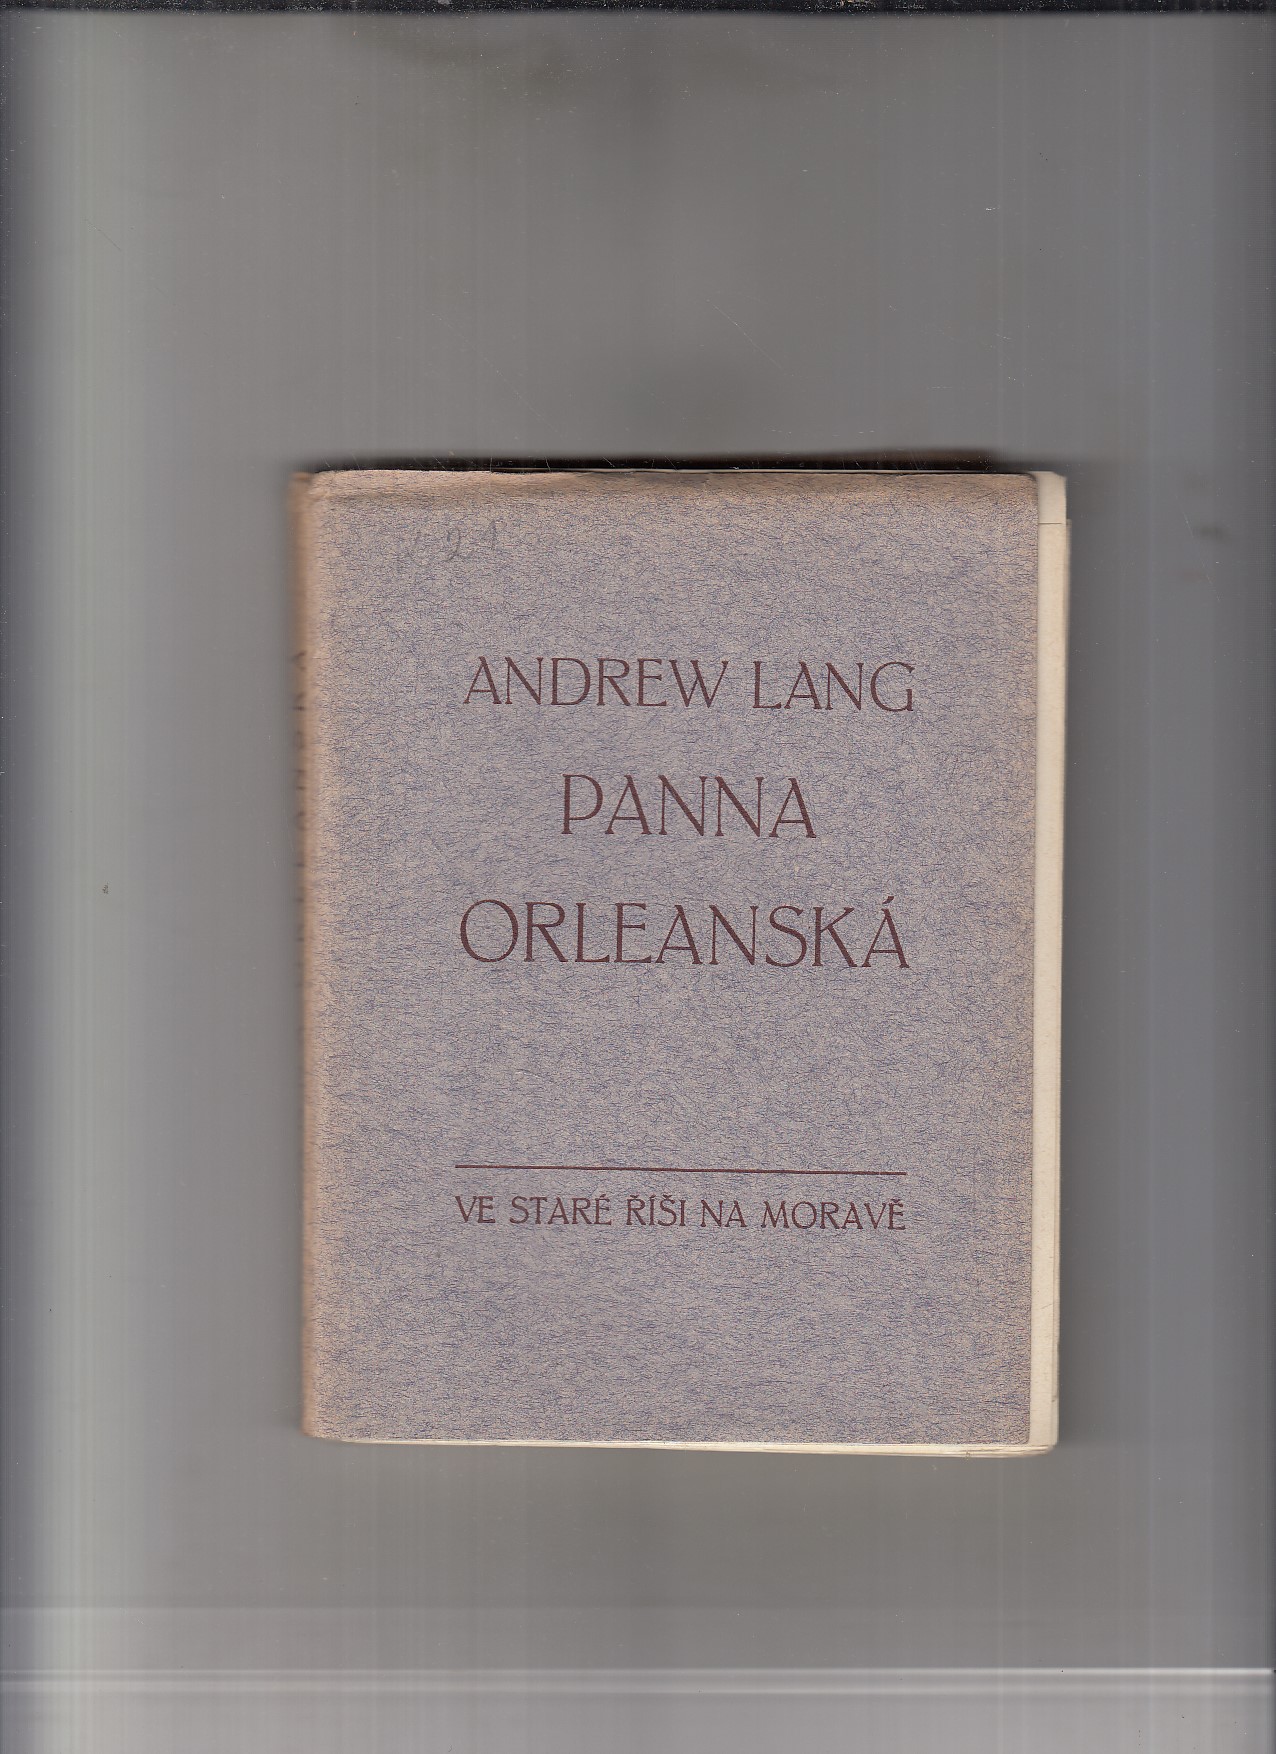 ANDREW LANG
PANNA
ORLEANSKÁ
VE STARÉ ŘÍŠI NA MORAVĚ